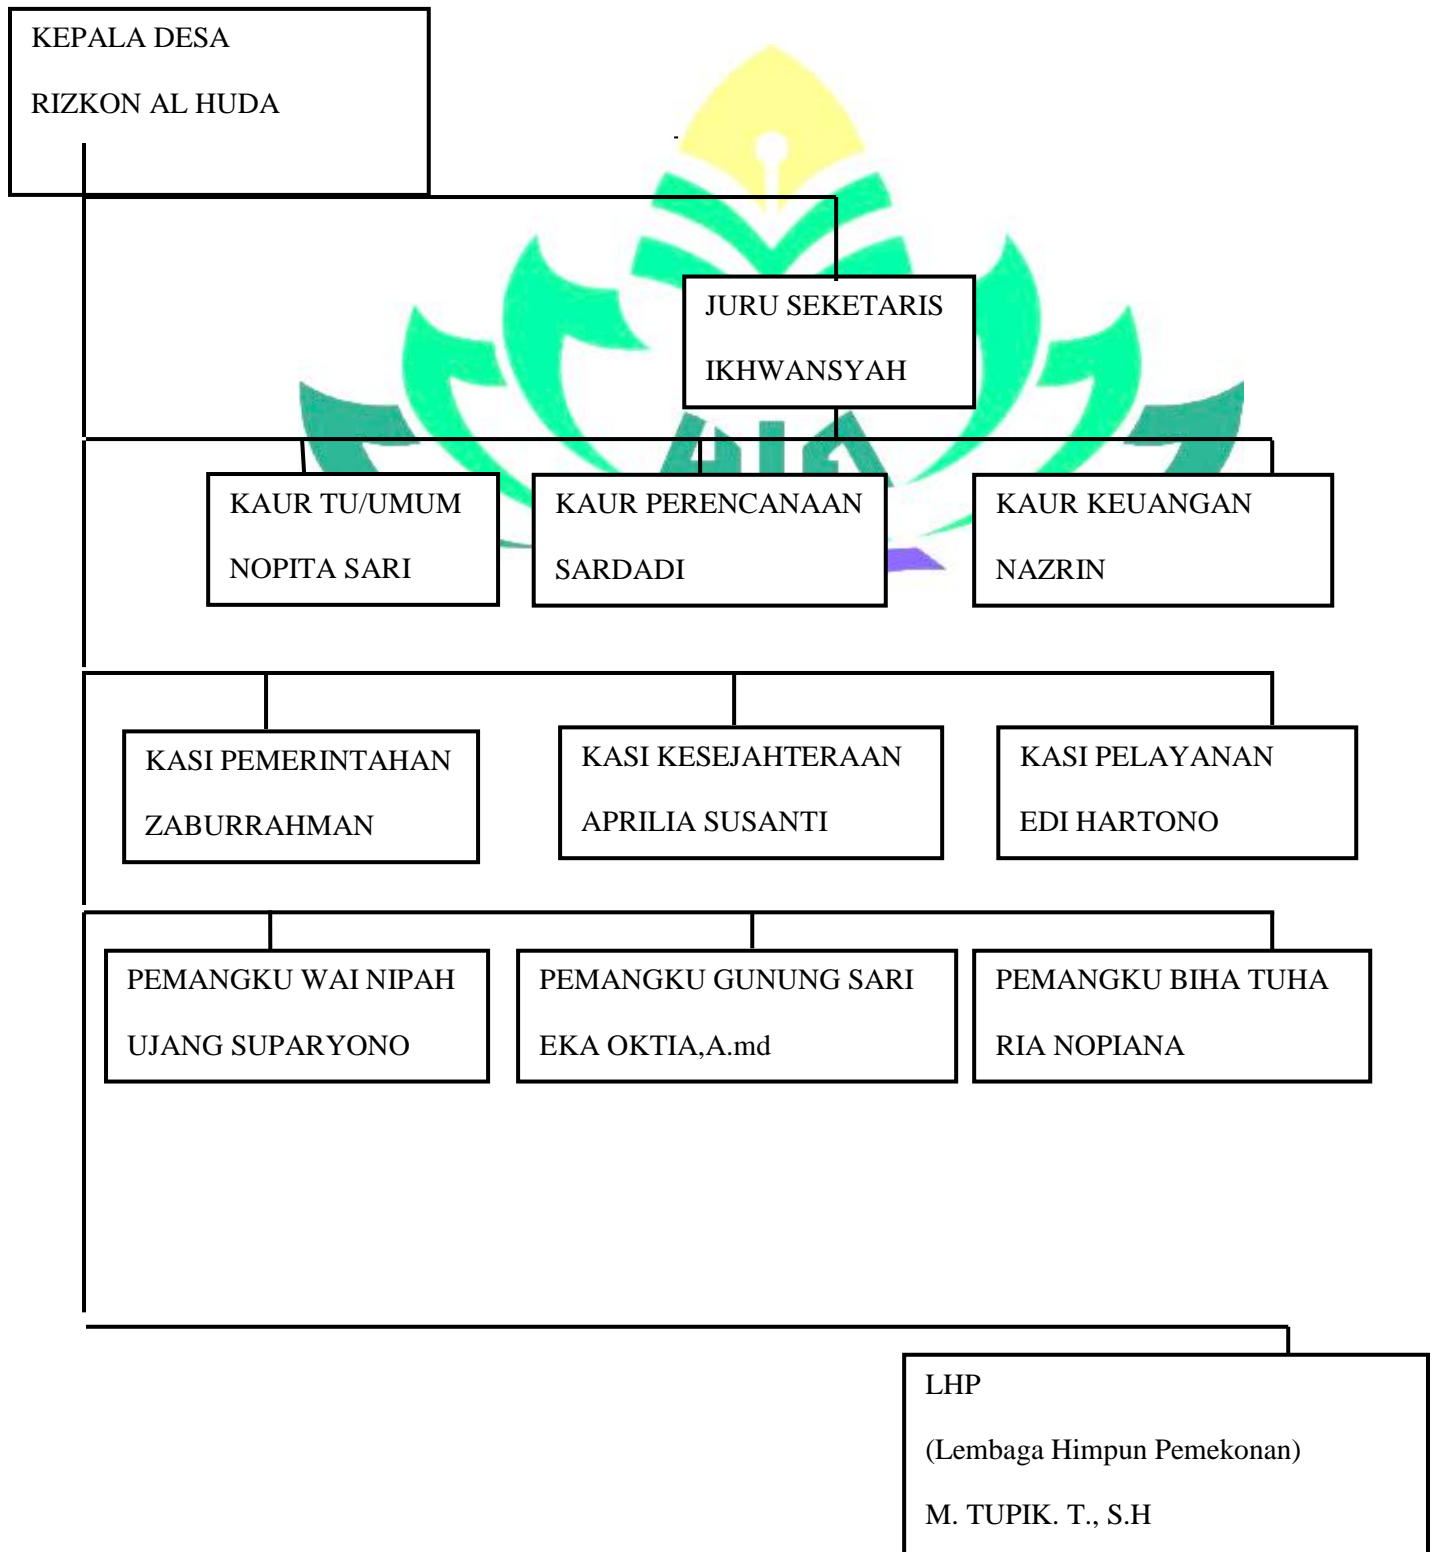 KEPALA DESA
RIZKON AL HUDA
JURU SEKETARIS
IKHWANSYAH
KAUR TU/UMUM
NOPITA SARI
KAUR PERENCANAAN
SARDADI
KAUR KEUANGAN
NAZRIN
KASI PEMERINTAHAN
ZABURRAHMAN
KASI KESEJAHTERAAN
APRILIA SUSANTI
KASI PELAYANAN
EDI HARTONO
PEMANGKU WAI NIPAH
UJANG SUPARYONO
PEMANGKU GUNUNG SARI
EKA OKTIA,A.md
PEMANGKU BIHA TUHA
RIA NOPIANA
LHP
(Lembaga Himpun Pemekonan)
M. TUPIK. T., S.H